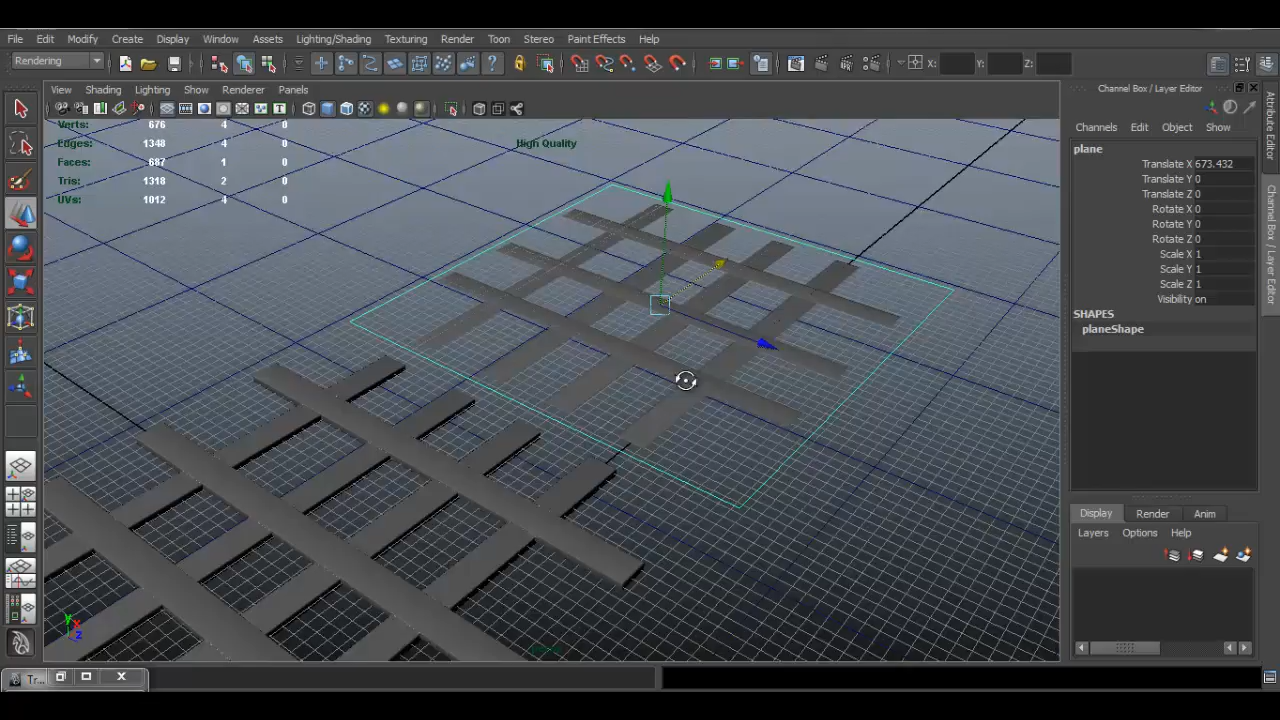 File Edit Modify Create Display Window Assets Lighting/Shading Texturing Render Toon Stereo Paint Effects Help
Rendering X: Y: Z:
View Shading Lighting Show Renderer Panels
Channel Box / Layer Editor
Channels Edit Object Show
Verts: 676 4 0
Edges: 1348 4 0
Faces: 687 1 0
Tris: 1318 2 0
UVs: 1012 4 0
High Quality
plane
Translate X 673.432
Translate Y 0
Translate Z 0
Rotate X 0
Rotate Y 0
Rotate Z 0
Scale X 1
Scale Y 1
Scale Z 1
Visibility on
SHAPES
planeShape
Attribute Editor
Channel Box / Layer Editor
Display Render Anim
Layers Options Help
y x z
Tr...